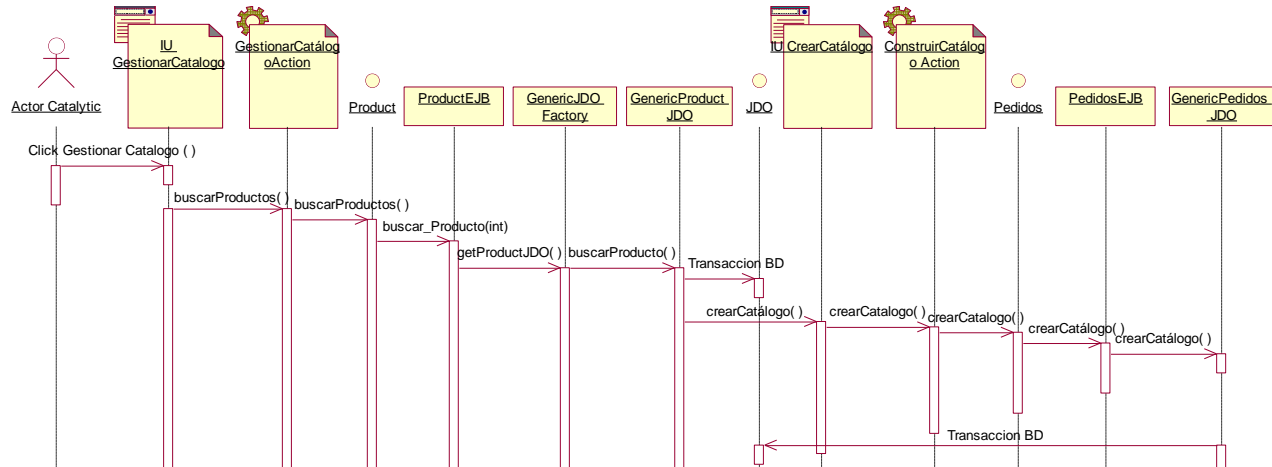 IU
GestionarCatalogo
GestionarCatálog
oAction
IU CrearCatálogo
ConstruirCatálog
o Action
Actor Catalytic
Product
ProductEJB
GenericJDO
Factory
GenericProduct
JDO
JDO
Pedidos
PedidosEJB
GenericPedidos
JDO
Click Gestionar Catalogo ( )
buscarProductos( )
buscarProductos( )
buscar_Producto(int)
getProductJDO( )
buscarProducto( )
Transaccion BD
crearCatálogo( )
crearCatalogo( )
crearCatalogo( )
crearCatálogo( )
crearCatálogo( )
Transaccion BD